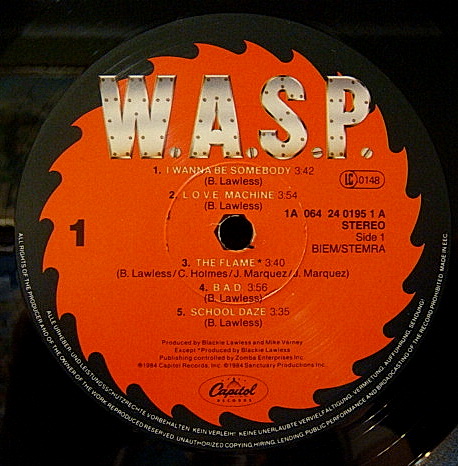 W.A.S.P.
1. I WANNA BE SOMEBODY 3:42
(B. Lawless)
2. L.O.V.E. MACHINE 3:54
(B. Lawless)
LC 0148
1A 064 24 0195 1 A
STEREO
Side 1
BIEM/STEMRA
1
3. THE FLAME* 3:40
(B. Lawless/C. Holmes/J. Marquez/J. Marquez)
4. B.A.D. 3:56
(B. Lawless)
5. SCHOOL DAZE 3:35
(B. Lawless)
Produced by Blackie Lawless and Mike Varney
Except *Produced by Blackie Lawless
Publishing controlled by Zomba Enterprises Inc.
©1984 Capitol Records, Inc. ℗1984 Sanctuary Productions Inc.
Capitol
RECORDS
ALLE URHEBER- UND LEISTUNGSSCHUTZRECHTE VORBEHALTEN. KEIN VERLEIH! KEINE UNERLAUBTE VERVIELFÄLTIGUNG, VERMIETUNG, AUFFÜHRUNG, SENDUNG!
ALL RIGHTS OF THE PRODUCER AND OF THE OWNER OF THE WORK REPRODUCED RESERVED. UNAUTHORIZED COPYING, HIRING, LENDING, PUBLIC PERFORMANCE AND BROADCASTING OF THE RECORD PROHIBITED. MADE IN EEC